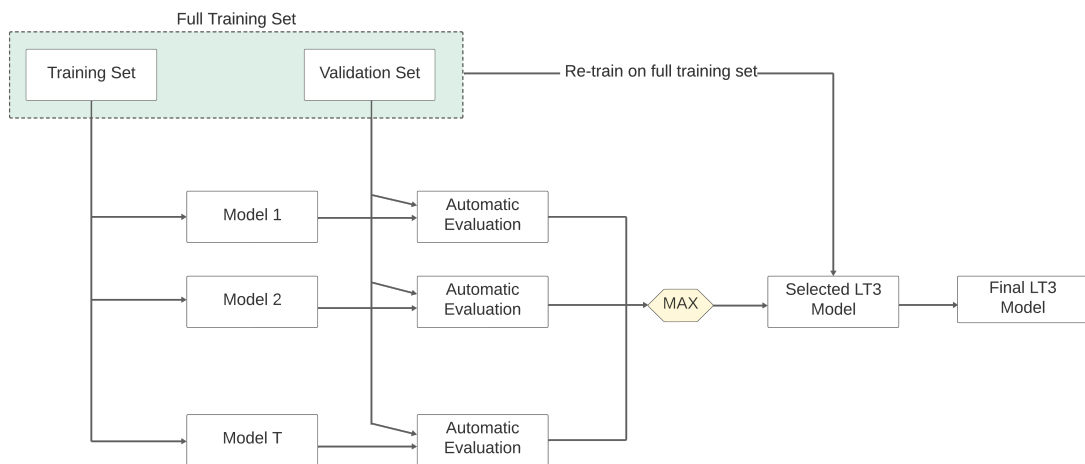 Full Training Set
Training Set
Validation Set
Re-train on full training set
Model 1
Automatic
Evaluation
Model 2
Automatic
Evaluation
MAX
Selected LT3
Model
Final LT3
Model
Model T
Automatic
Evaluation